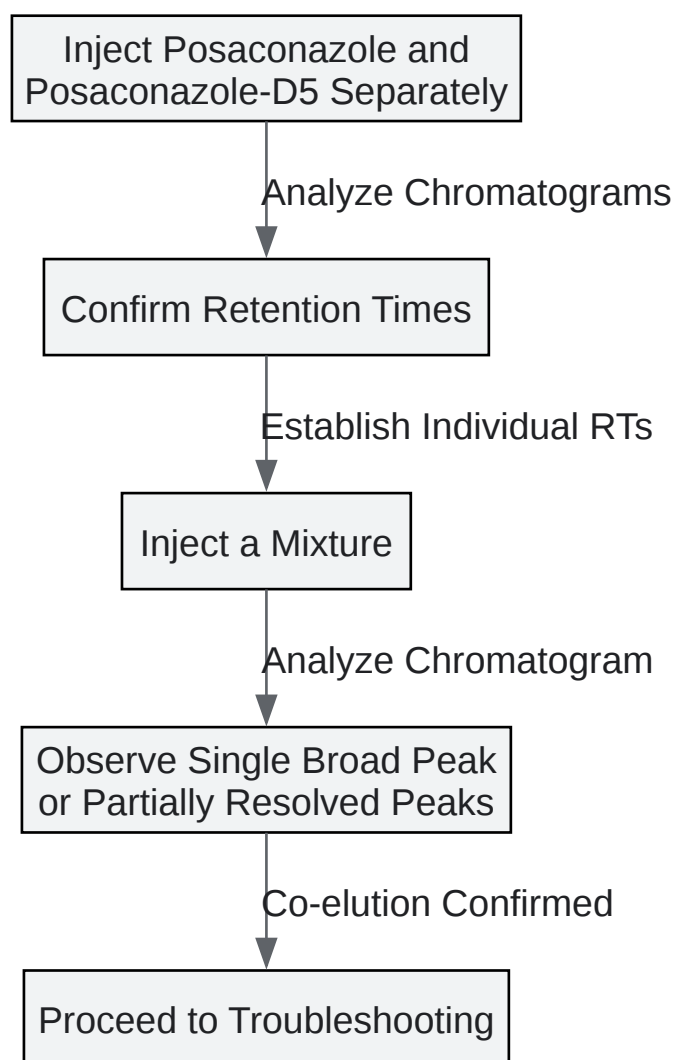 Inject Posaconazole and
Posaconazole-D5 Separately
Analyze Chromatograms
Confirm Retention Times
Establish Individual RTs
Inject a Mixture
Analyze Chromatogram
Observe Single Broad Peak
or Partially Resolved Peaks
Co-elution Confirmed
Proceed to Troubleshooting